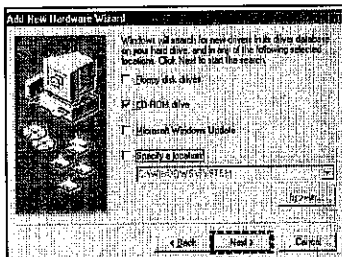 Add New Hardware Wizard
Windows will search for new drivers in its driver database
on your hard drive, and in any of the following selected
locations. Click Next to start the search.
Floppy disk drives
CD-ROM drive
Microsoft Windows Update
Specify a location:
Browse...
< Back
Next >
Cancel